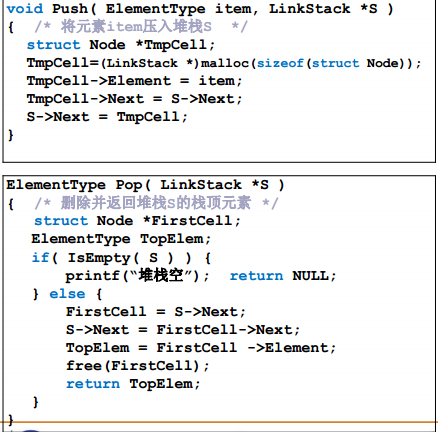 void Push( ElementType item, LinkStack *S )
{ /* 将元素item压入堆栈S */
struct Node *TmpCell;
TmpCell=(LinkStack *)malloc(sizeof(struct Node));
TmpCell->Element = item;
TmpCell->Next = S->Next;
S->Next = TmpCell;
}
ElementType Pop( LinkStack *S )
{ /* 删除并返回堆栈S的栈顶元素 */
struct Node *FirstCell;
ElementType TopElem;
if( IsEmpty( S ) ) {
printf(“堆栈空”); return NULL;
} else {
FirstCell = S->Next;
S->Next = FirstCell->Next;
TopElem = FirstCell ->Element;
free(FirstCell);
return TopElem;
}
}